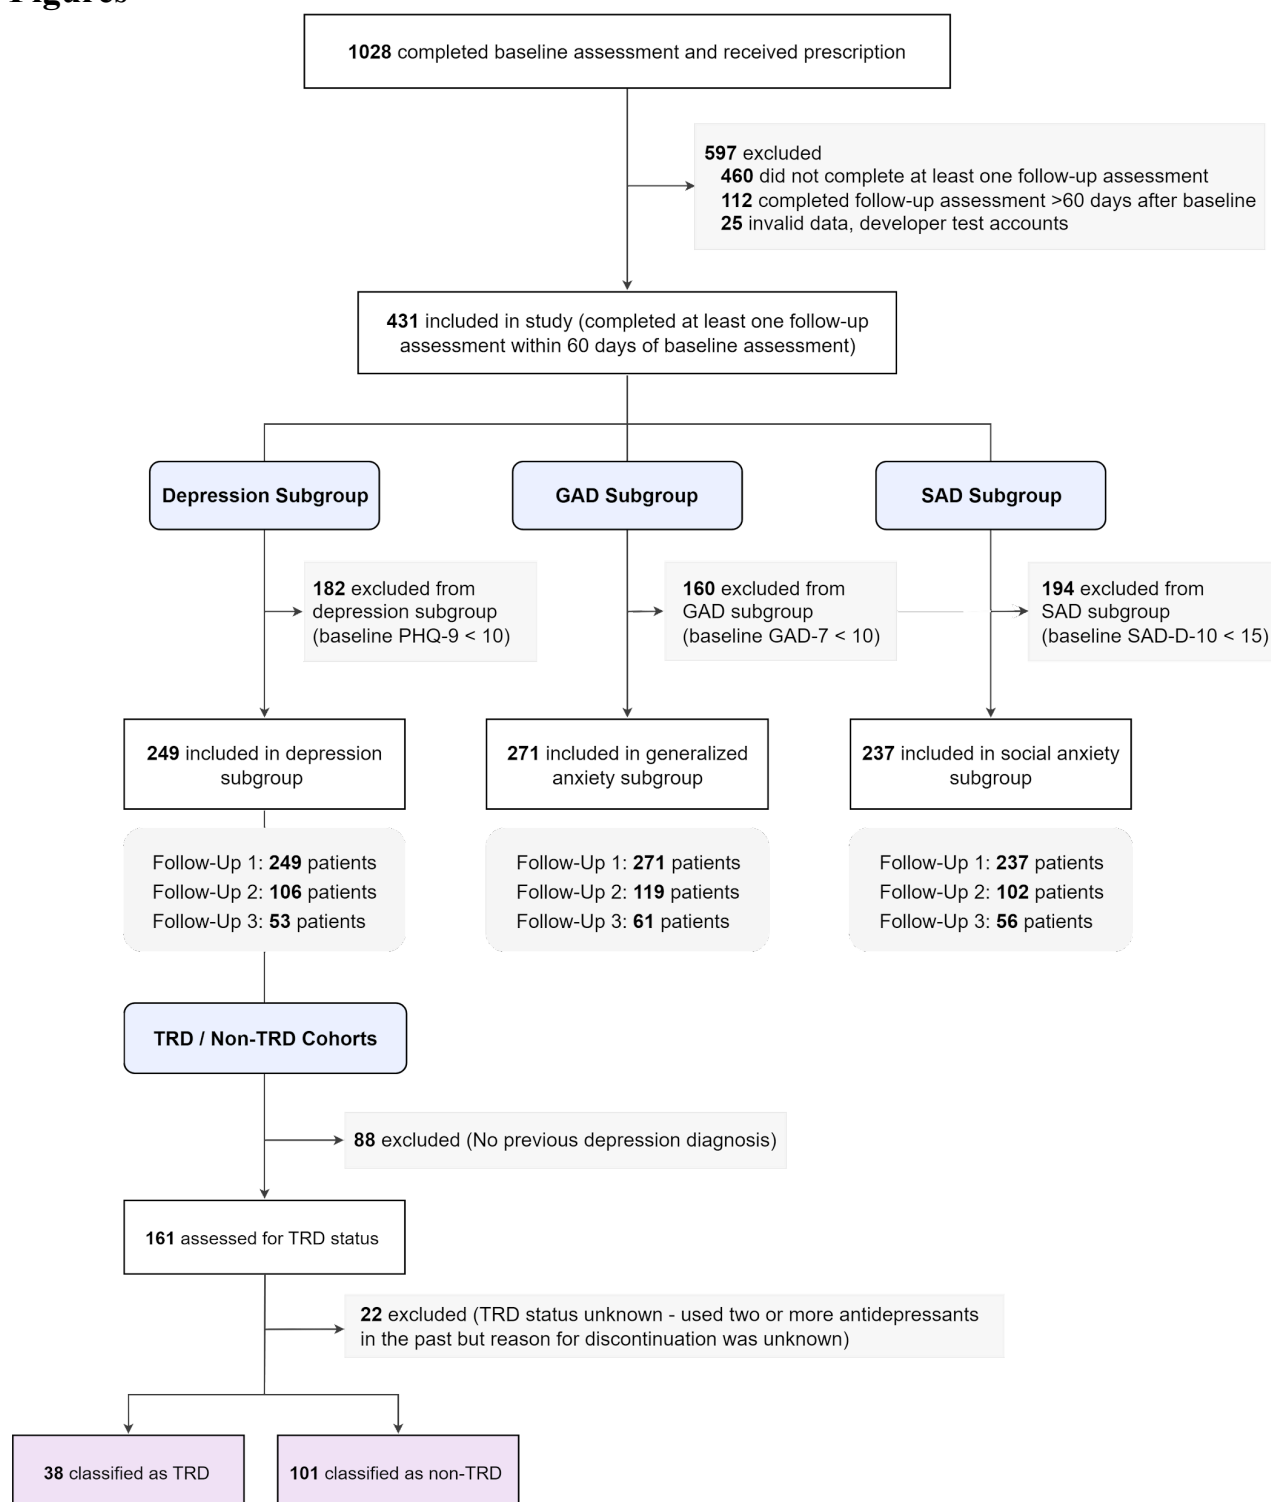 Figures
1028 completed baseline assessment and received prescription
597 excluded
460 did not complete at least one follow-up assessment
112 completed follow-up assessment >60 days after baseline
25 invalid data, developer test accounts
431 included in study (completed at least one follow-up
assessment within 60 days of baseline assessment)
Depression Subgroup
GAD Subgroup
SAD Subgroup
182 excluded from
depression subgroup
(baseline PHQ-9 < 10)
160 excluded from
GAD subgroup
(baseline GAD-7 < 10)
194 excluded from
SAD subgroup
(baseline SAD-D-10 < 15)
249 included in depression
subgroup
271 included in generalized
anxiety subgroup
237 included in social anxiety
subgroup
Follow-Up 1: 249 patients
Follow-Up 2: 106 patients
Follow-Up 3: 53 patients
Follow-Up 1: 271 patients
Follow-Up 2: 119 patients
Follow-Up 3: 61 patients
Follow-Up 1: 237 patients
Follow-Up 2: 102 patients
Follow-Up 3: 56 patients
TRD / Non-TRD Cohorts
88 excluded (No previous depression diagnosis)
161 assessed for TRD status
22 excluded (TRD status unknown - used two or more antidepressants
in the past but reason for discontinuation was unknown)
38 classified as TRD
101 classified as non-TRD